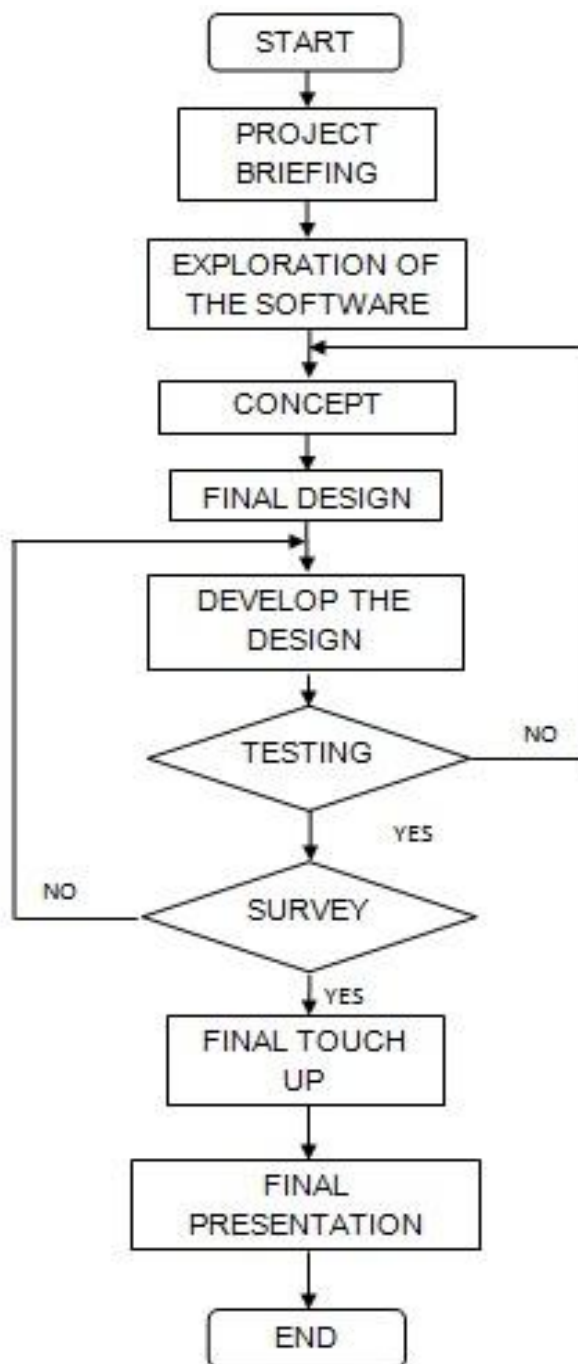 START
PROJECT
BRIEFING
EXPLORATION OF
THE SOFTWARE
CONCEPT
FINAL DESIGN
DEVELOP THE
DESIGN
TESTING
NO
YES
NO
SURVEY
YES
FINAL TOUCH
UP
FINAL
PRESENTATION
END